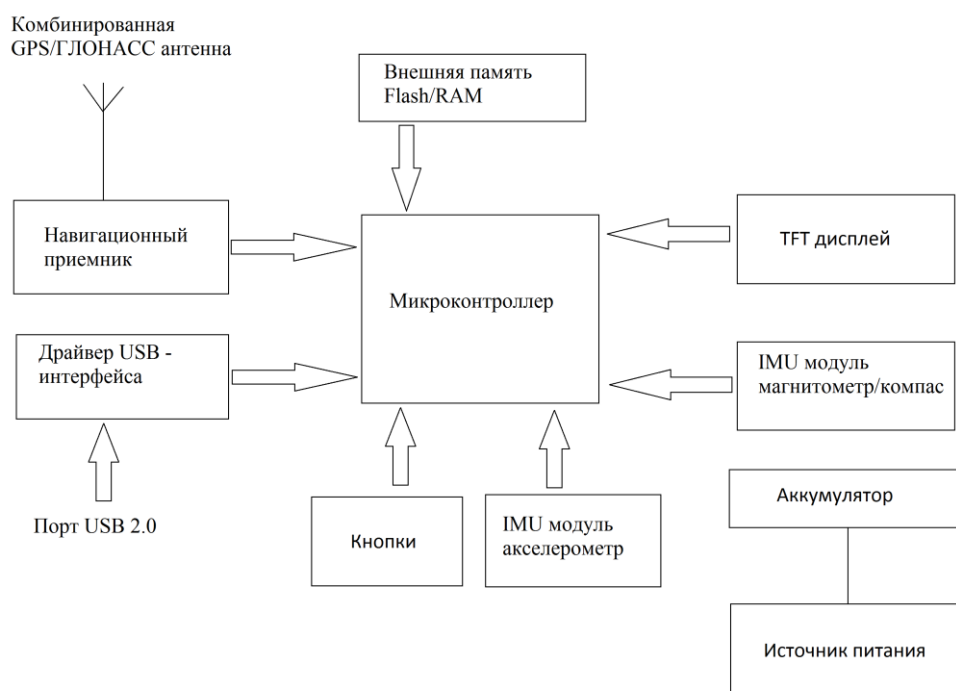 Комбинированная
GPS/ГЛОНАСС антенна
Внешняя память
Flash/RAM
Навигационный
приемник
TFT дисплей
Микроконтроллер
Драйвер USB -
интерфейса
IMU модуль
магнитометр/компас
Порт USB 2.0
Кнопки
IMU модуль
акселерометр
Аккумулятор
Источник питания